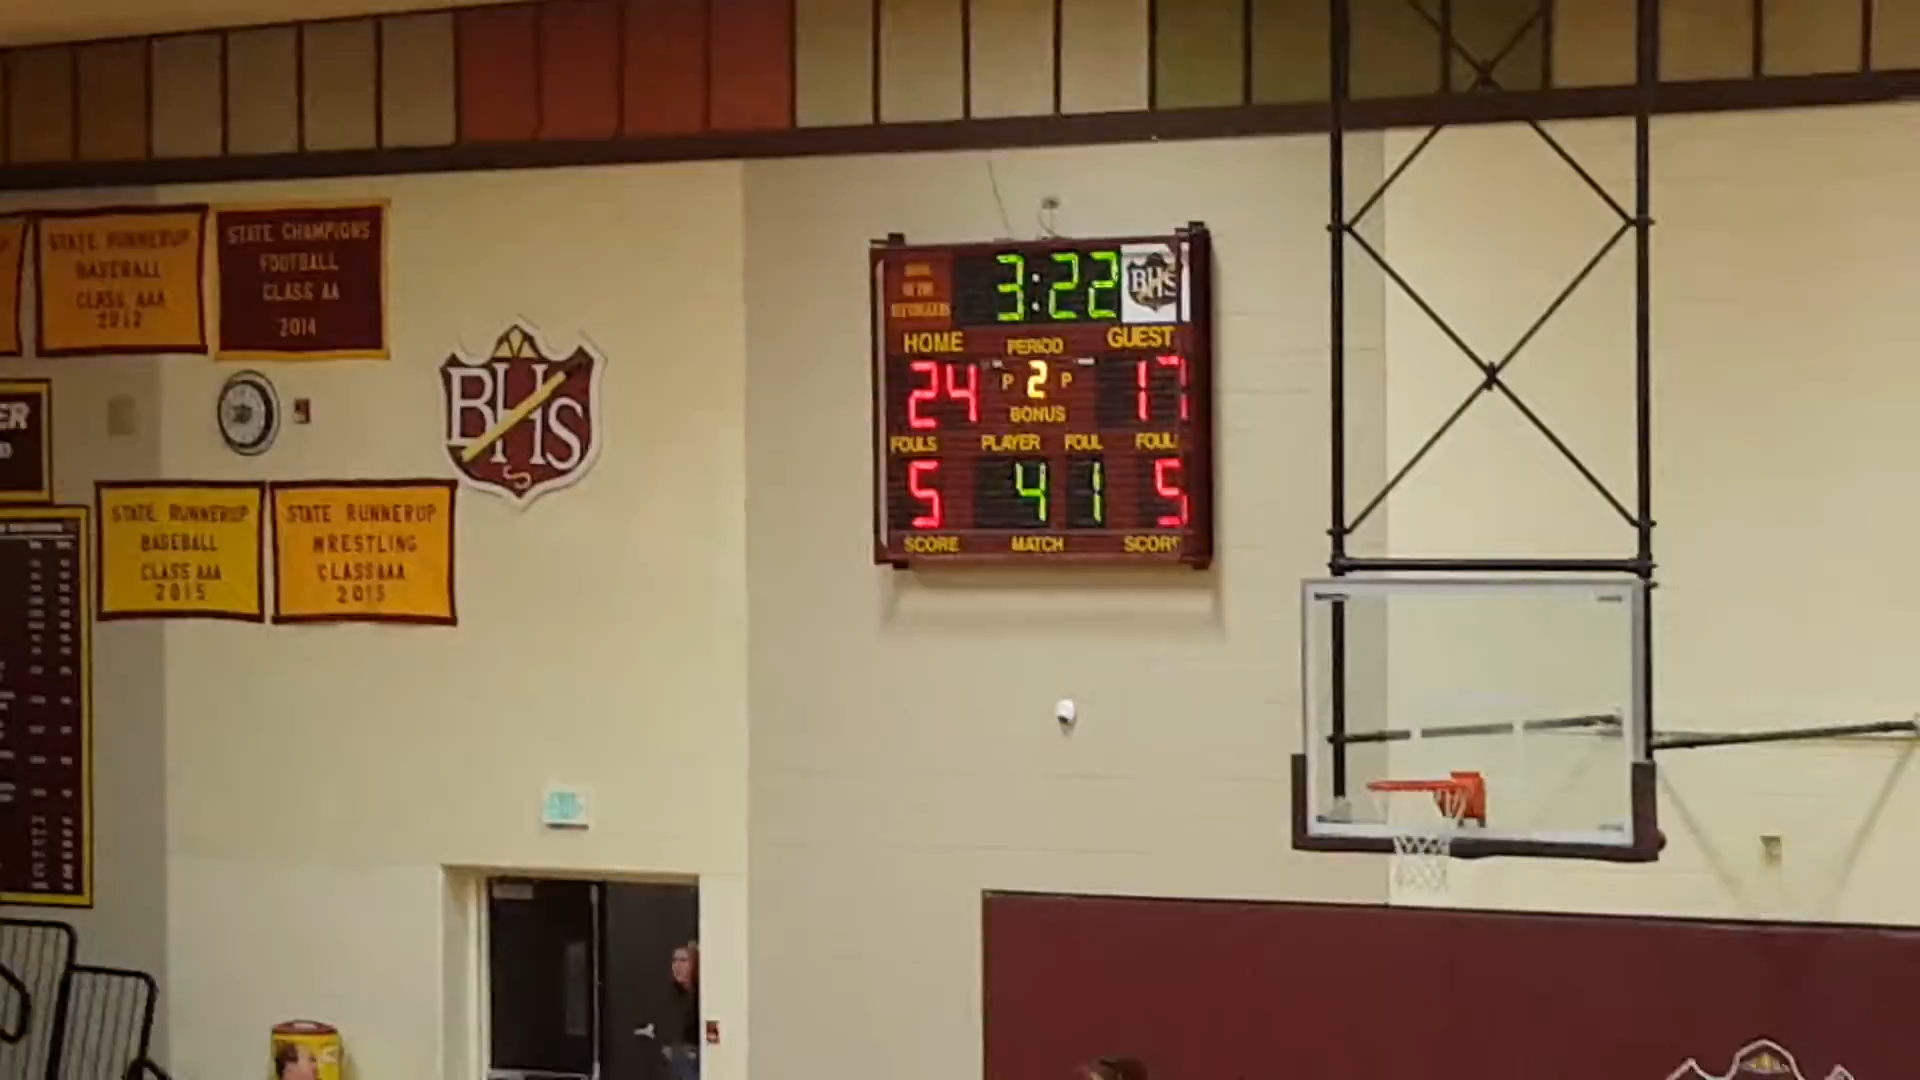 STATE RUNNERUP
BASEBALL
CLASS AAA
STATE CHAMPIONS
FOOTBALL
CLASS AA
2014
BHS
STATE RUNNERUP
BASEBALL
CLASS AAA
2015
STATE RUNNERUP
WRESTLING
CLASS AAA
2015
ER
3:22
BHS
HOME
PERIOD
GUEST
24
P 2 P
17
BONUS
FOULS
PLAYER
FOUL
FOUL
5
4
1
5
SCORE
MATCH
SCOR